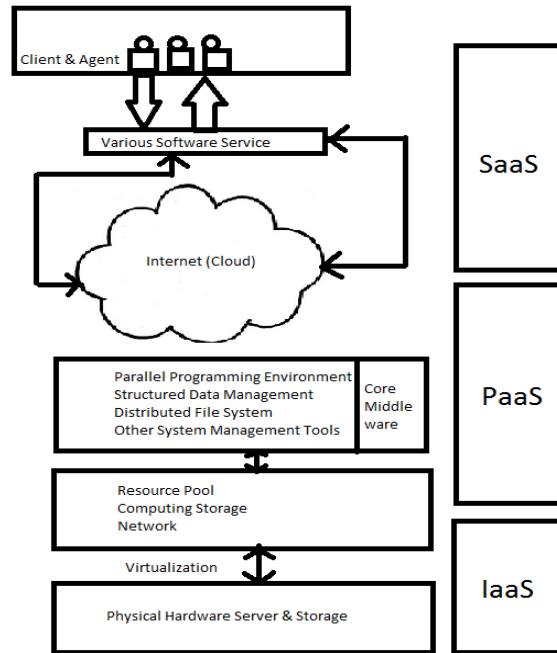 Client & Agent
Various Software Service
SaaS
Internet (Cloud)
Parallel Programming Environment
Structured Data Management
Distributed File System
Other System Management Tools
Core
Middle
ware
PaaS
Resource Pool
Computing Storage
Network
Virtualization
IaaS
Physical Hardware Server & Storage